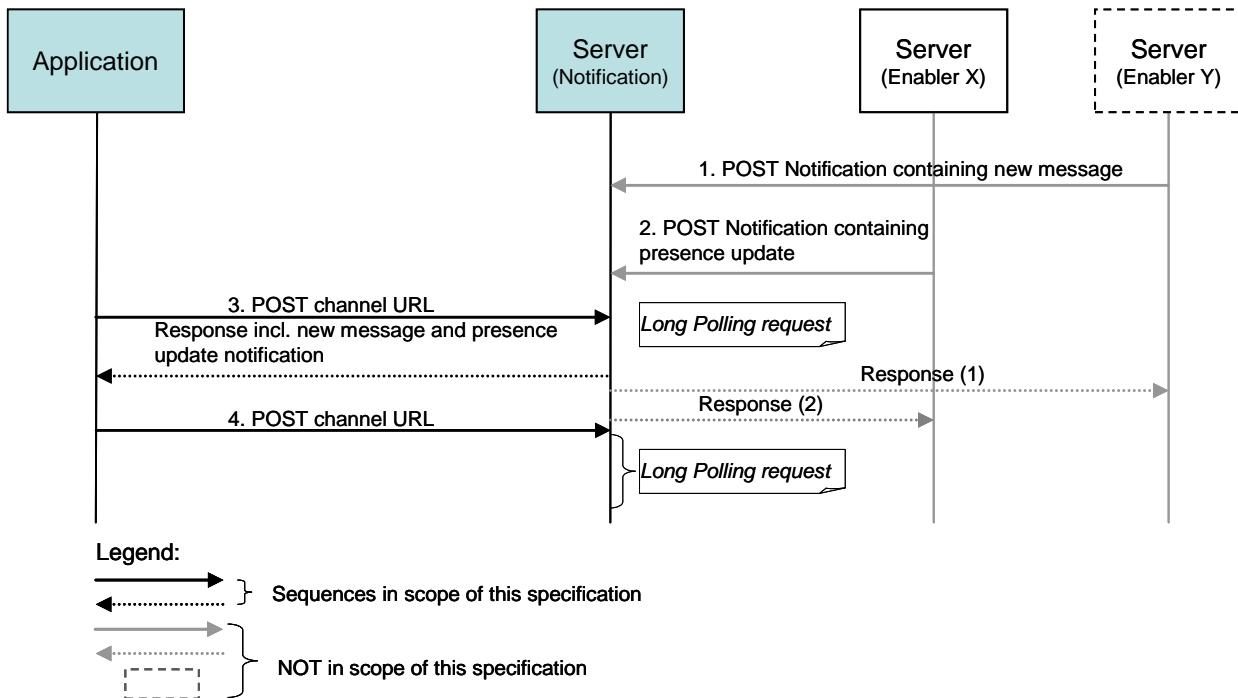 Application
Server
(Notification)
Server
(Enabler X)
Server
(Enabler Y)
1. POST Notification containing new message
2. POST Notification containing
presence update
3. POST channel URL
Long Polling request
Response incl. new message and presence
update notification
Response (1)
Response (2)
4. POST channel URL
Long Polling request
Legend:
Sequences in scope of this specification
NOT in scope of this specification